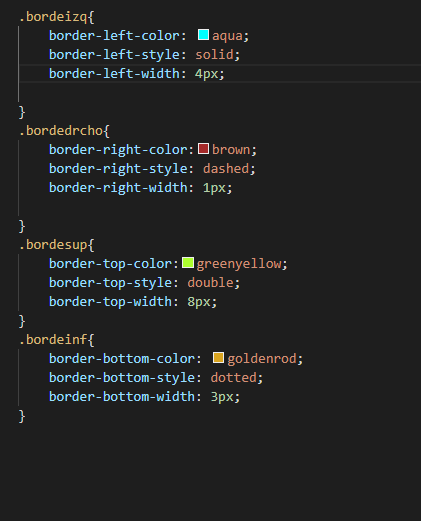 .bordeizq{
    border-left-color: aqua;
    border-left-style: solid;
    border-left-width: 4px;
}
.bordedrcho{
    border-right-color:brown;
    border-right-style: dashed;
    border-right-width: 1px;
}
.bordesup{
    border-top-color:greenyellow;
    border-top-style: double;
    border-top-width: 8px;
}
.bordeinf{
    border-bottom-color: goldenrod;
    border-bottom-style: dotted;
    border-bottom-width: 3px;
}